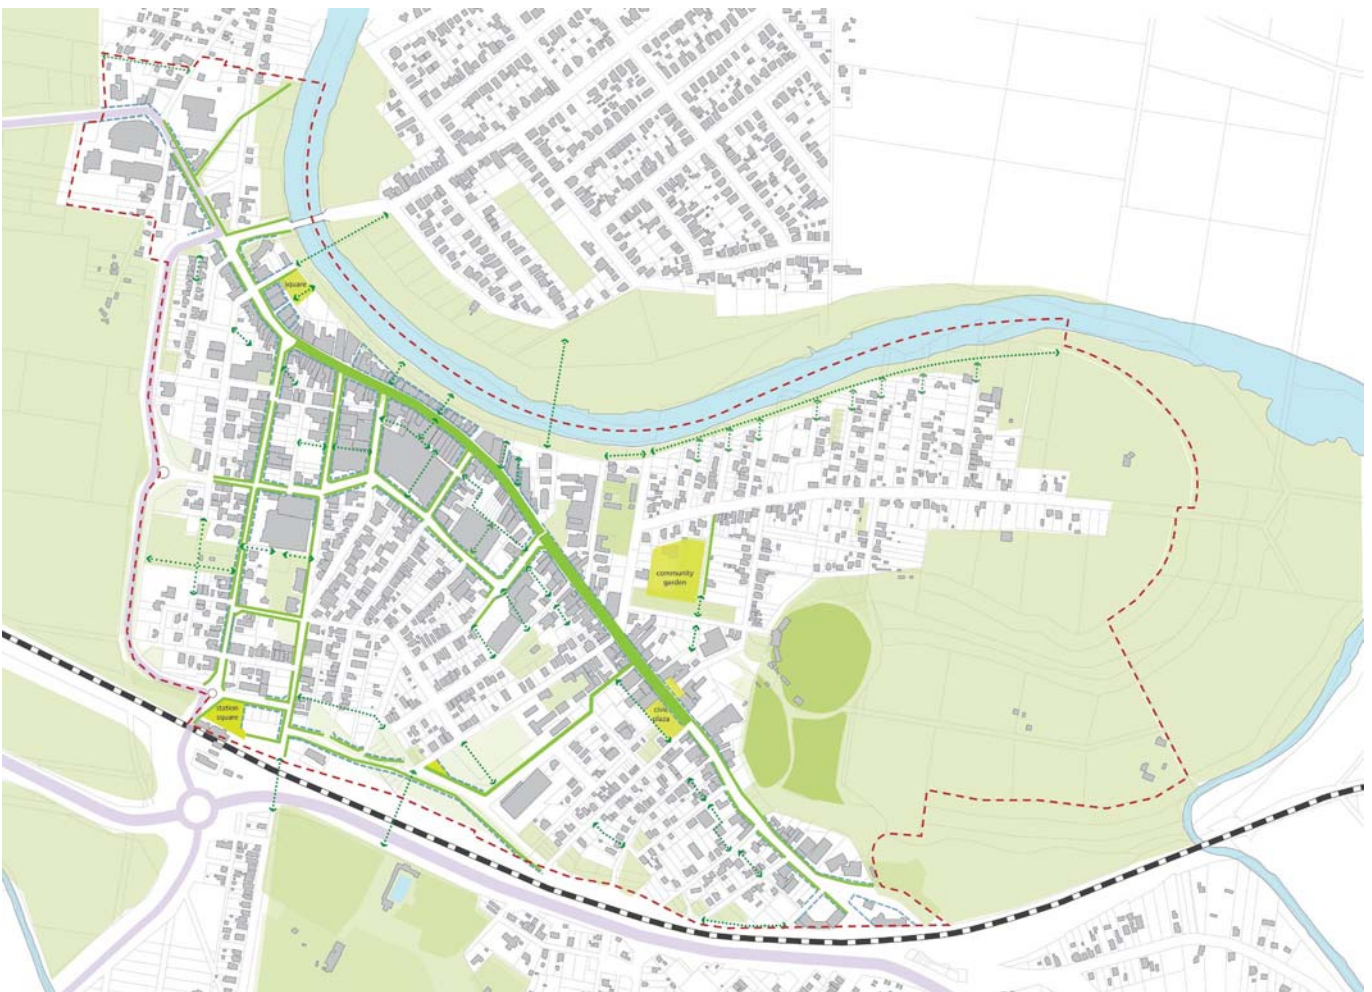 square
community
garden
station
square
civic
plaza